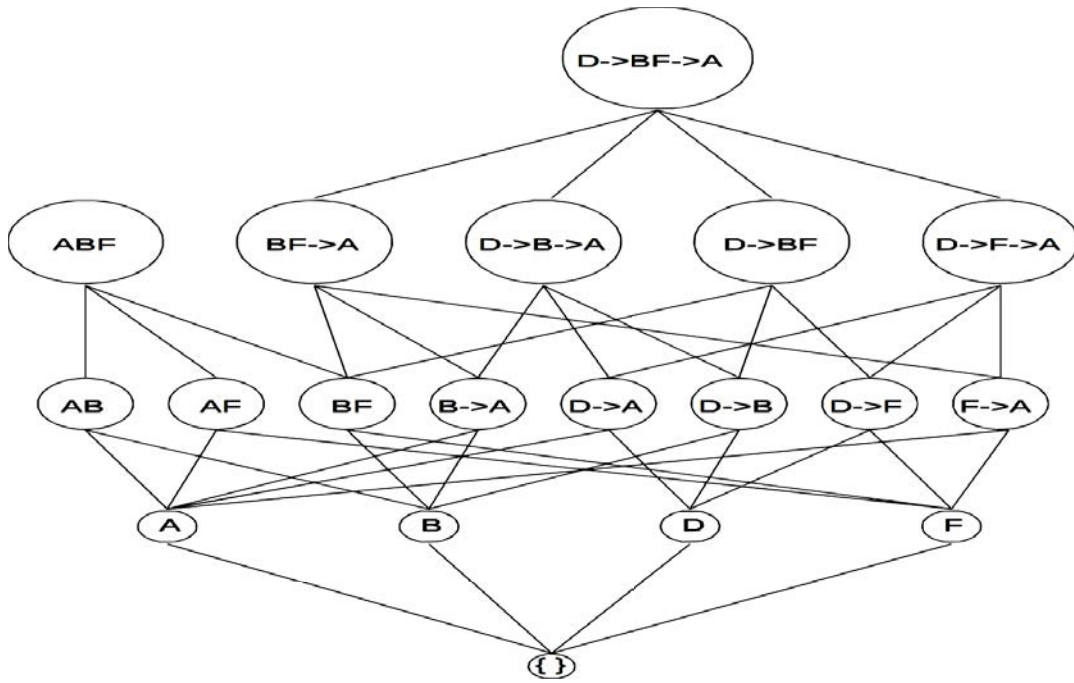 D->BF->A
ABF
BF->A
D->B->A
D->BF
D->F->A
AB
AF
BF
B->A
D->A
D->B
D->F
F->A
A
B
D
F
{ }